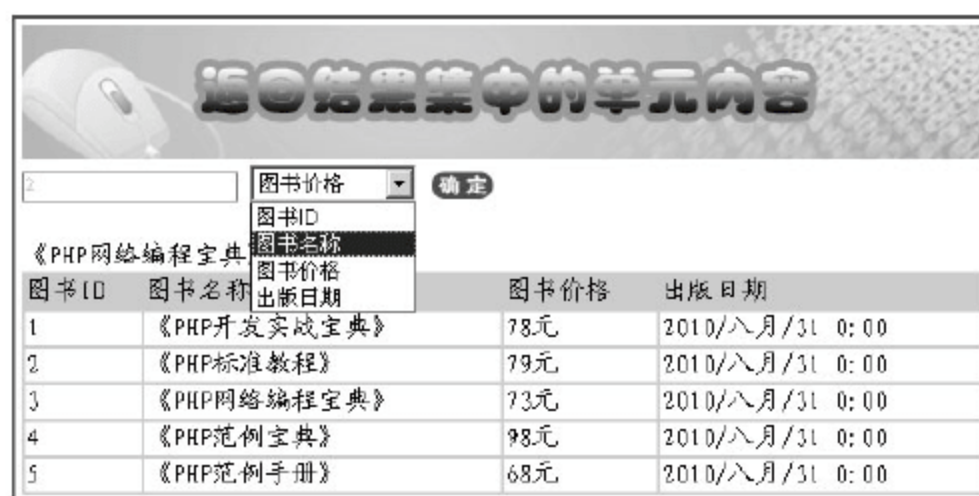 返回结果集中的单元内容
2 图书价格 确定
图书ID
图书名称
《PHP网络编程宝典
图书价格
出版日期
图书ID 图书名称 图书价格 出版日期
1 《PHP开发实战宝典》 78元 2010/八月/31 0:00
2 《PHP标准教程》 79元 2010/八月/31 0:00
3 《PHP网络编程宝典》 73元 2010/八月/31 0:00
4 《PHP范例宝典》 98元 2010/八月/31 0:00
5 《PHP范例手册》 68元 2010/八月/31 0:00